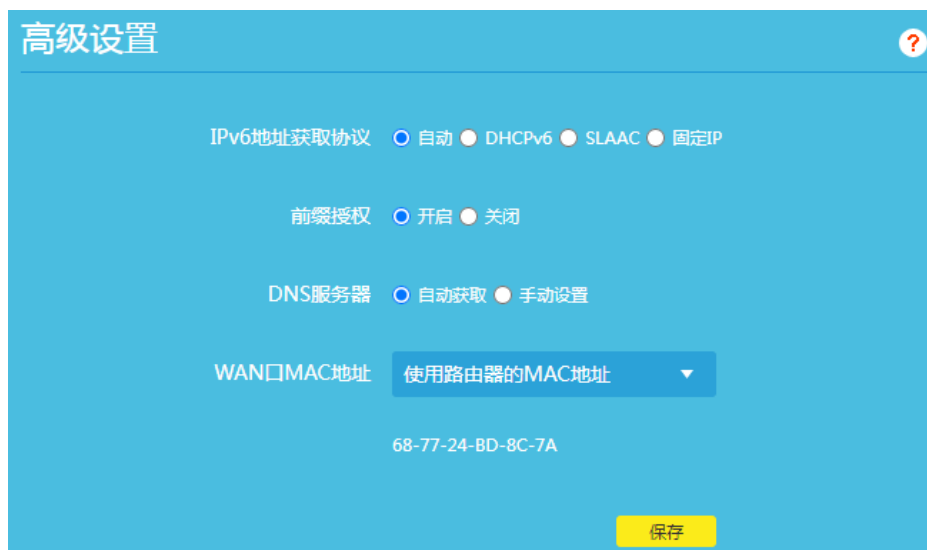 高级设置
?
IPv6地址获取协议 自动 DHCPv6 SLAAC 固定IP
前缀授权 开启 关闭
DNS服务器 自动获取 手动设置
WAN口MAC地址 使用路由器的MAC地址
68-77-24-BD-8C-7A
保存